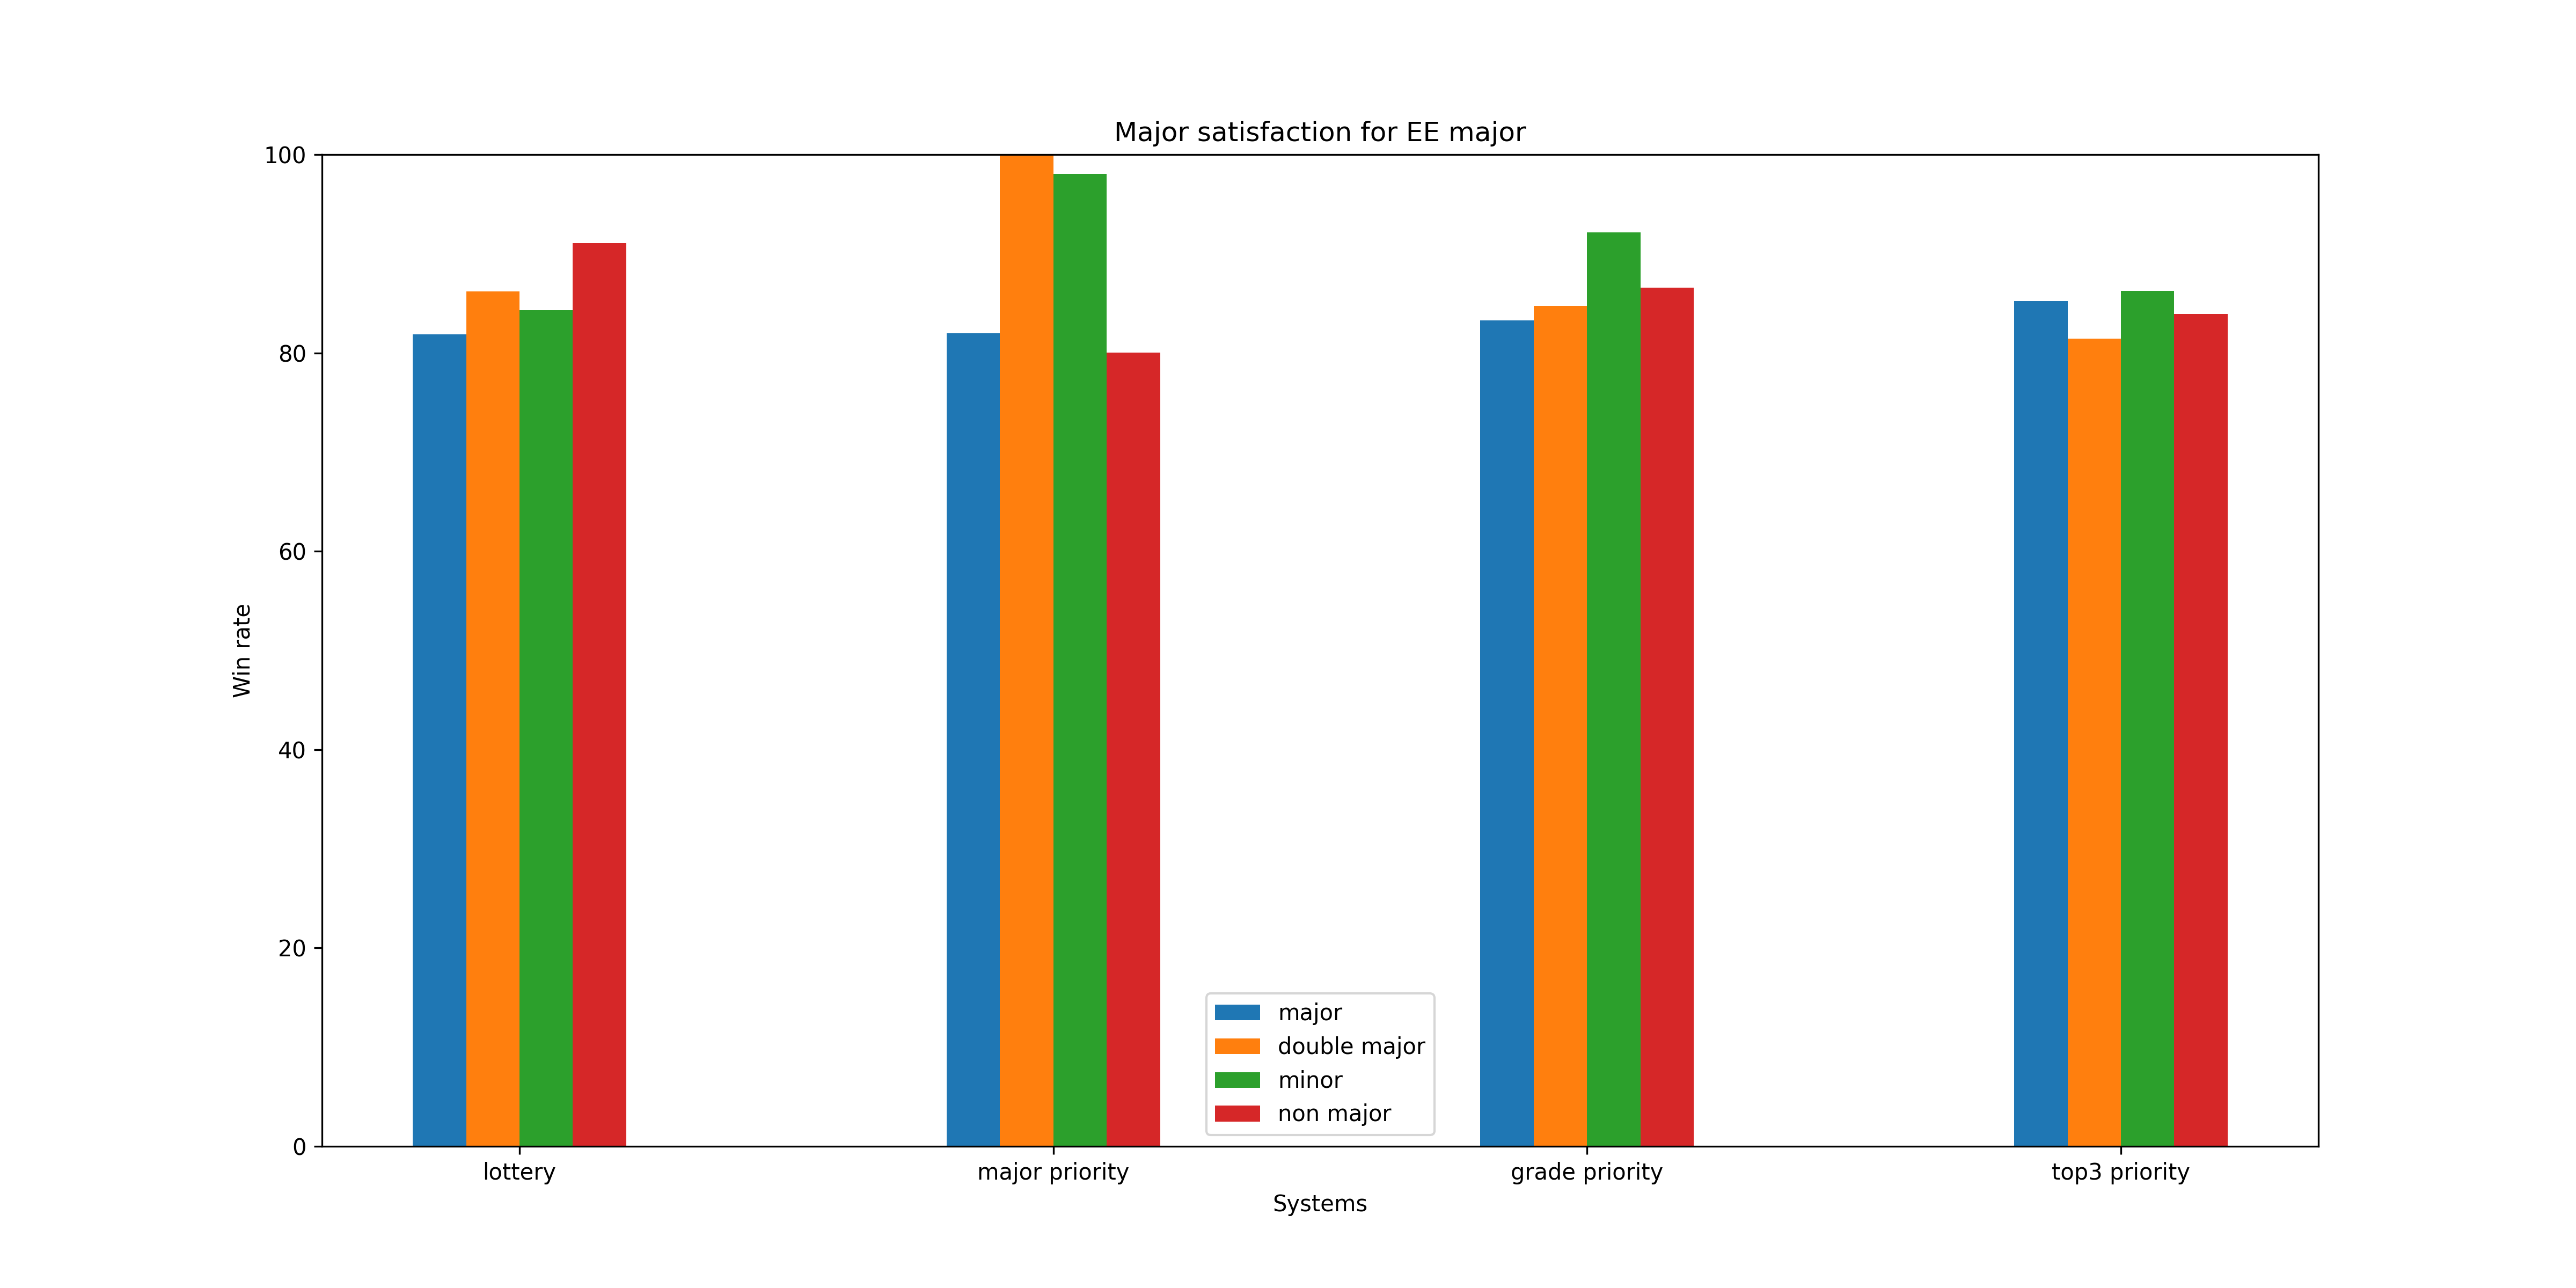 Major satisfaction for EE major
100
80
60
40
20
0
Win rate
major
double major
minor
non major
lottery
major priority
grade priority
top3 priority
Systems